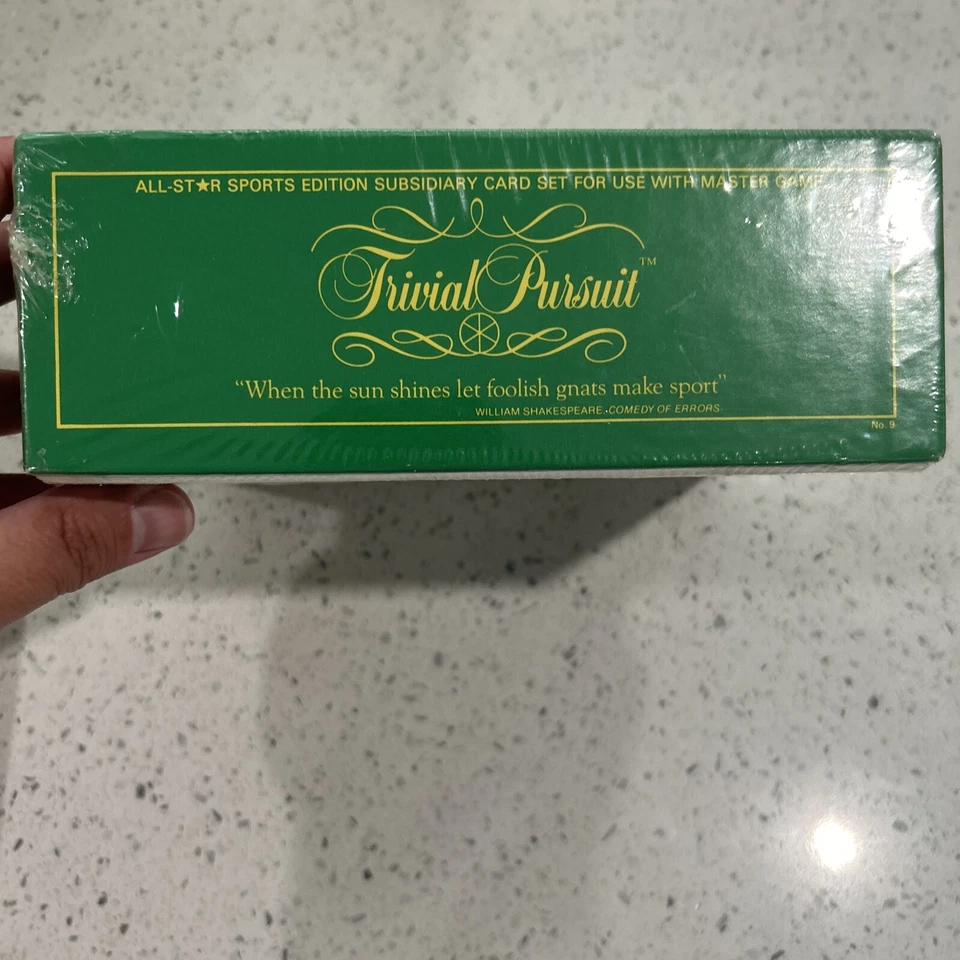 ALL-ST★R SPORTS EDITION SUBSIDIARY CARD SET FOR USE WITH MASTER GAME
Trivial Pursuit™
“When the sun shines let foolish gnats make sport”
WILLIAM SHAKESPEARE·COMEDY OF ERRORS
No. 9